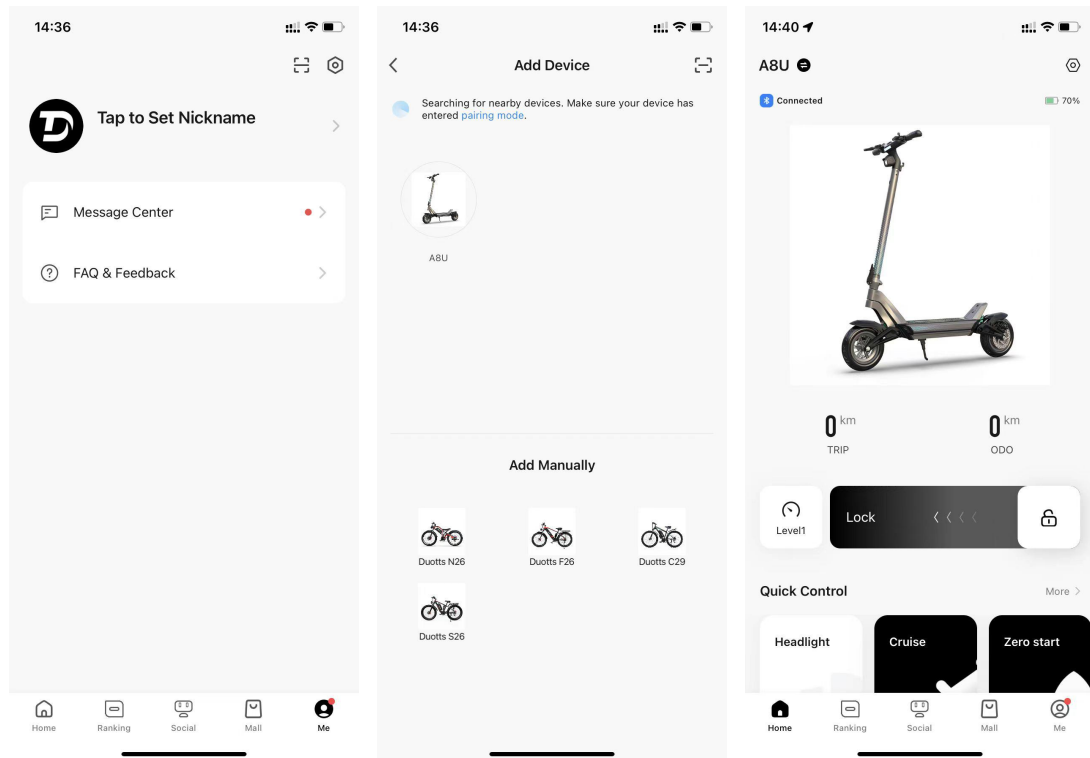 14:36
Tap to Set Nickname
Message Center
FAQ & Feedback
Home
Ranking
Social
Mall
Me
14:36
Add Device
Searching for nearby devices. Make sure your device has
entered pairing mode.
A8U
Add Manually
Duotts N26
Duotts F26
Duotts C29
Duotts S26
14:40
A8U
Connected
70%
0 km
TRIP
0 km
ODO
Level1
Lock
Quick Control
More
Headlight
Cruise
Zero start
Home
Ranking
Social
Mall
Me